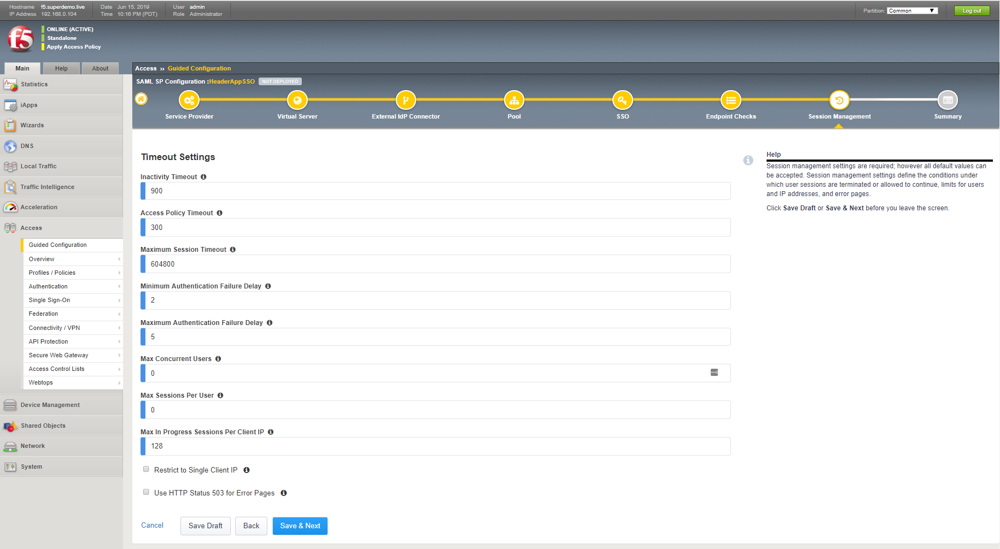 Hostname f5.superdemo.live Date Jun 15, 2019 User admin
IP Address 192.168.0.104 Time 10:16 PM (PDT) Role Administrator
Partition: Common
Log out
f5
ONLINE (ACTIVE)
Standalone
Apply Access Policy
Main Help About
Access » Guided Configuration
SAML SP Configuration :HeaderAppSSO NOT DEPLOYED
Service Provider Virtual Server External IdP Connector Pool SSO Endpoint Checks Session Management Summary
Statistics
iApps
Wizards
DNS
Local Traffic
Traffic Intelligence
Acceleration
Access
Guided Configuration
Overview
Profiles / Policies
Authentication
Single Sign-On
Federation
Connectivity / VPN
API Protection
Secure Web Gateway
Access Control Lists
Webtops
Device Management
Shared Objects
Network
System
Timeout Settings
Inactivity Timeout
900
Access Policy Timeout
300
Maximum Session Timeout
604800
Minimum Authentication Failure Delay
2
Maximum Authentication Failure Delay
5
Max Concurrent Users
0
Max Sessions Per User
0
Max In Progress Sessions Per Client IP
128
Restrict to Single Client IP
Use HTTP Status 503 for Error Pages
Cancel Save Draft Back Save & Next
Help
Session management settings are required; however all default values can
be accepted. Session management settings define the conditions under
which user sessions are terminated or allowed to continue, limits for users
and IP addresses, and error pages.
Click Save Draft or Save & Next before you leave the screen.